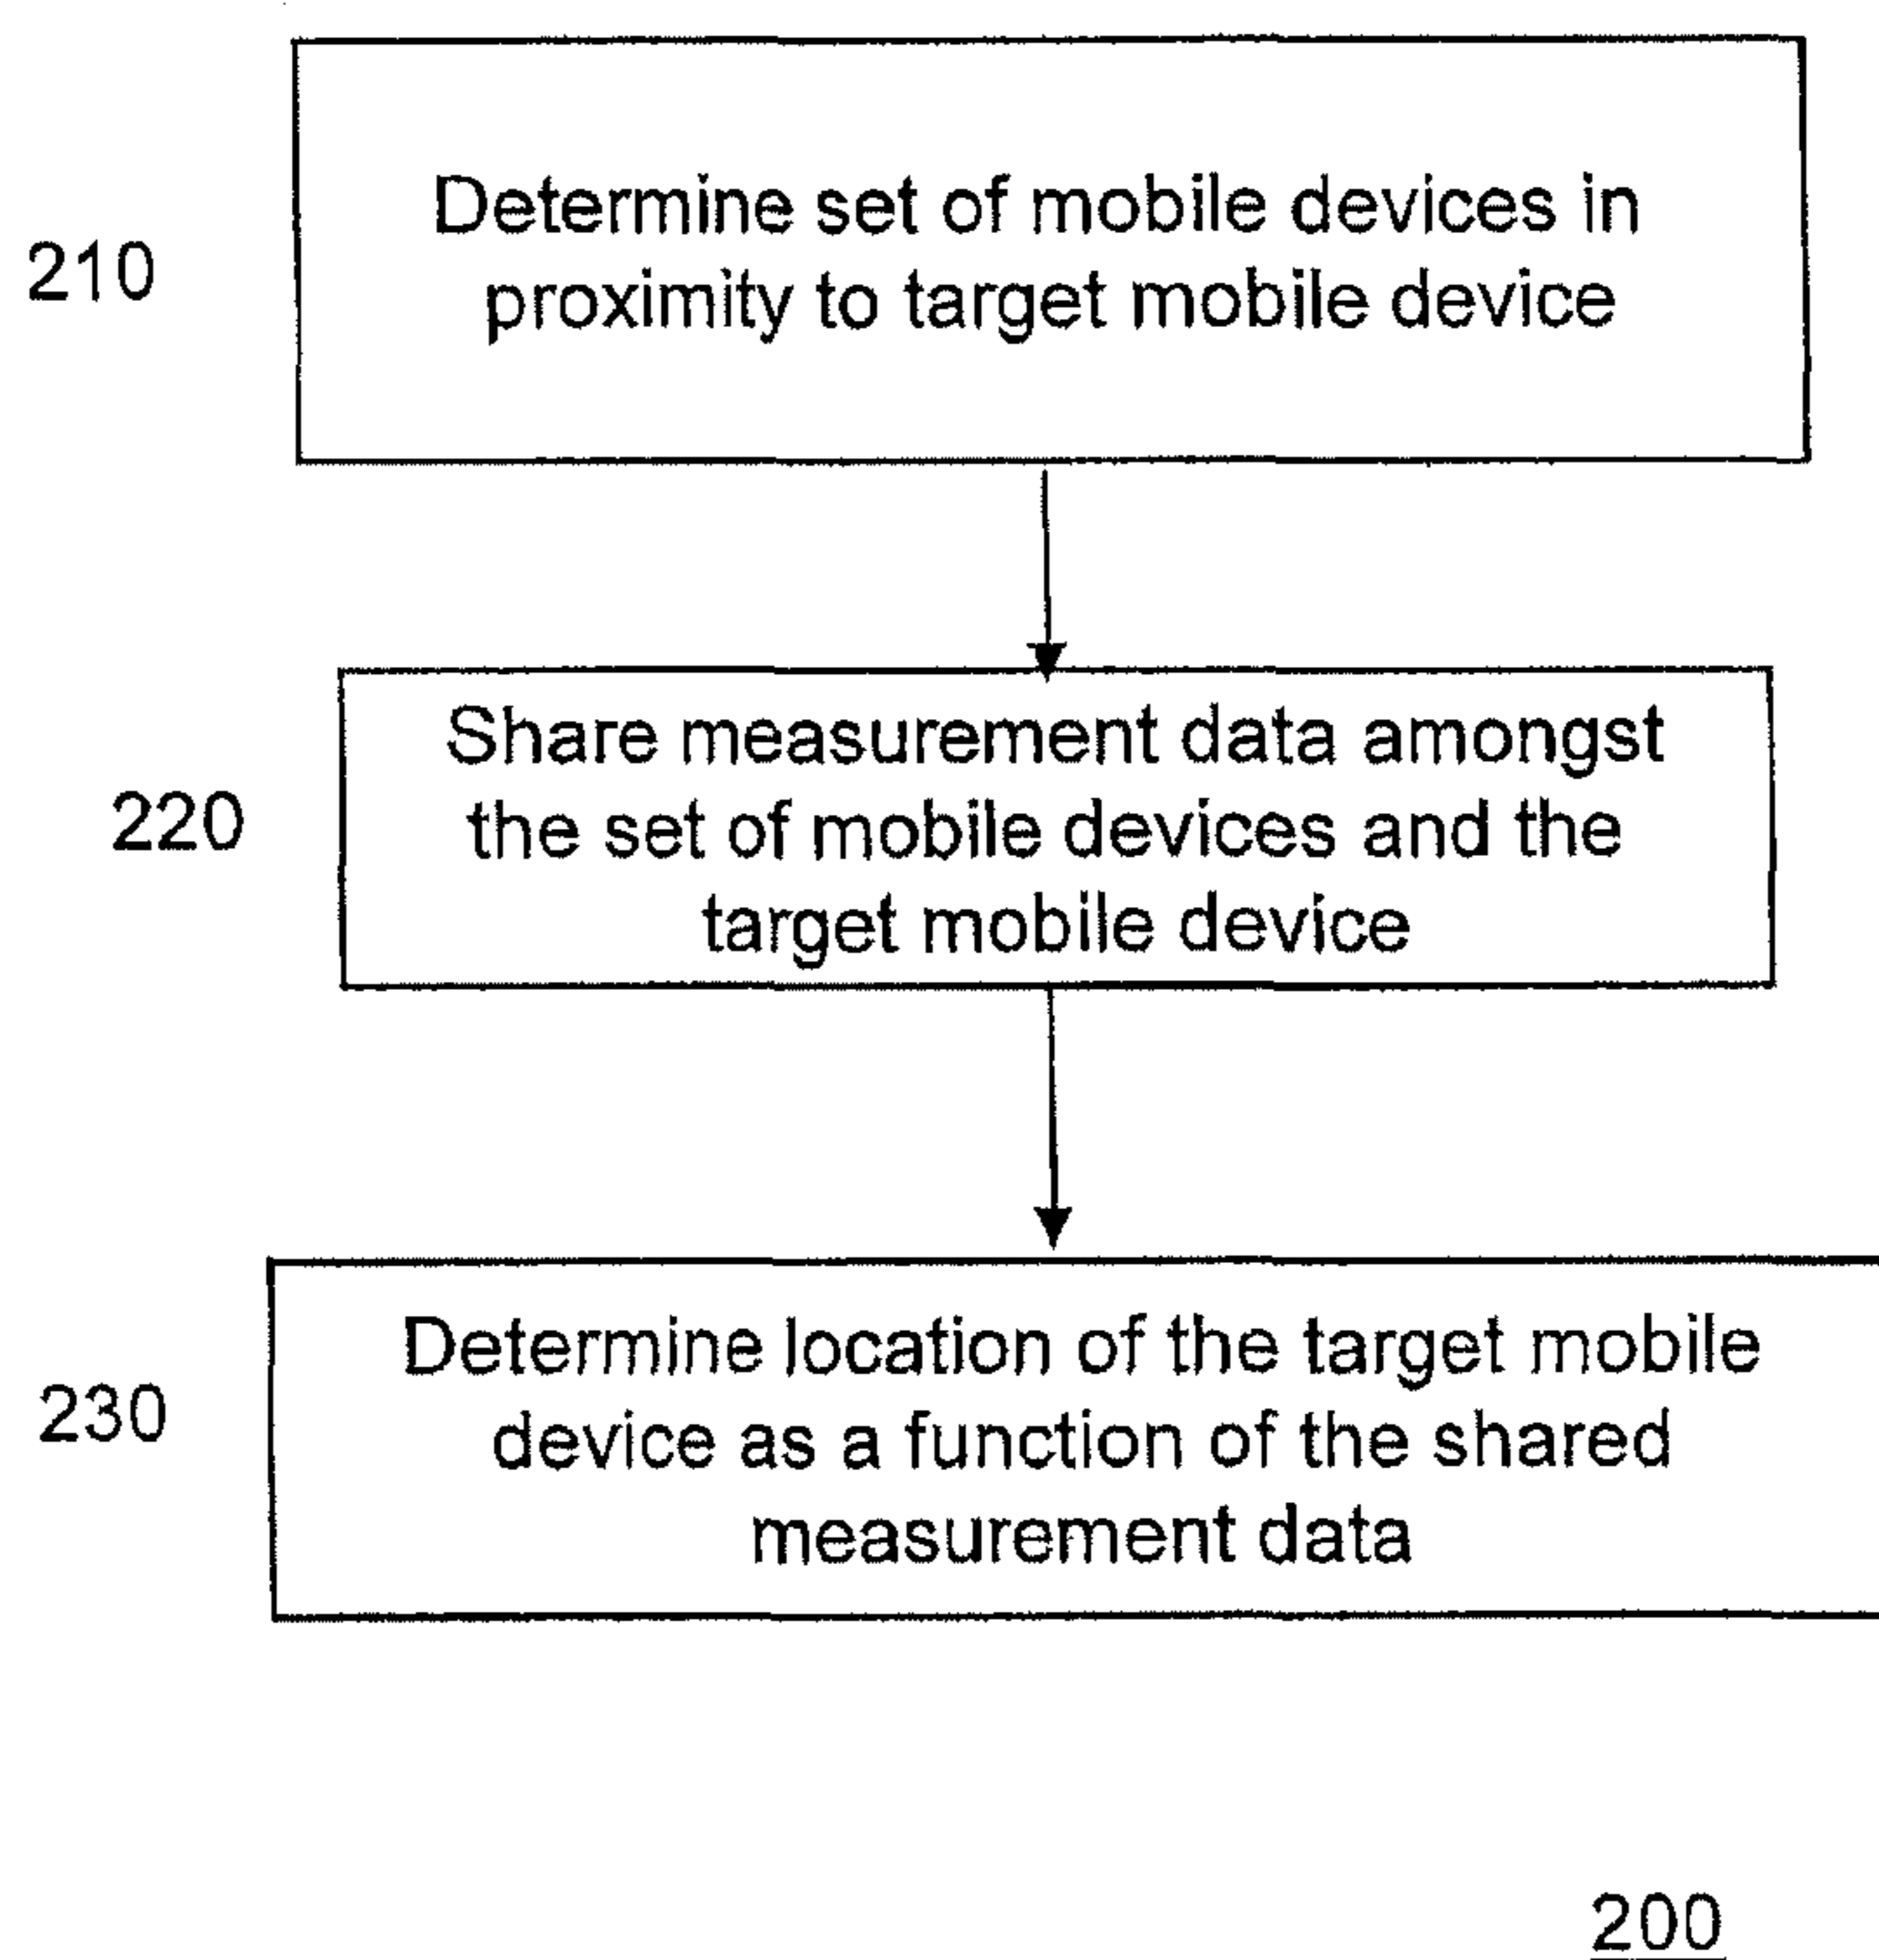 Determine set of mobile devices in
proximity to target mobile device
210
Share measurement data amongst
the set of mobile devices and the
target mobile device
220
Determine location of the target mobile
device as a function of the shared
measurement data
230
200